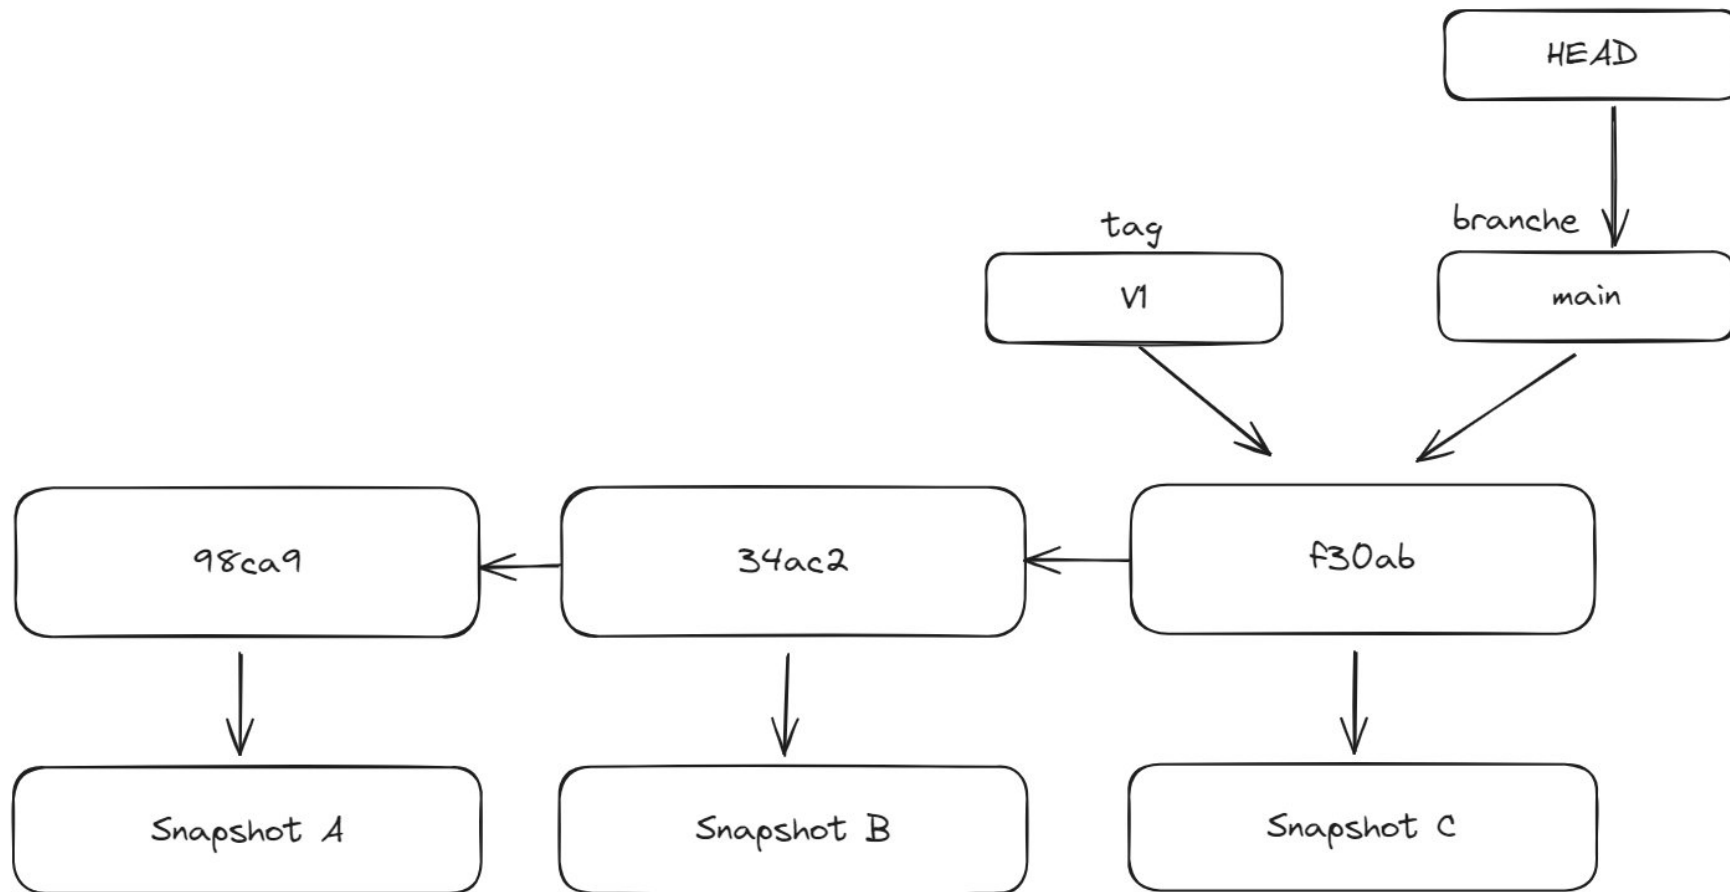 HEAD
tag
branche
V1
main
98ca9
34ac2
f30ab
Snapshot A
Snapshot B
Snapshot C